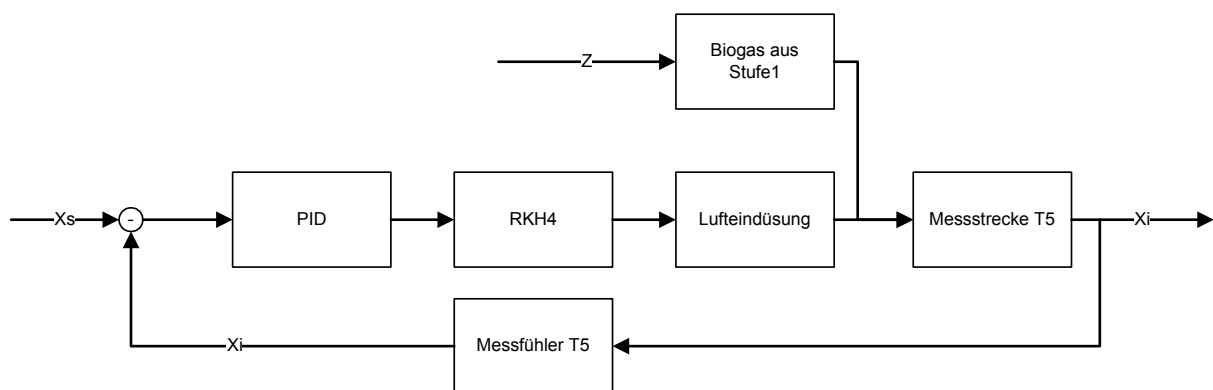 Biogas aus
Stufe1
Z
Xs
-
PID
RKH4
Lufteindüsung
Messstrecke T5
Xi
Xi
Messfühler T5